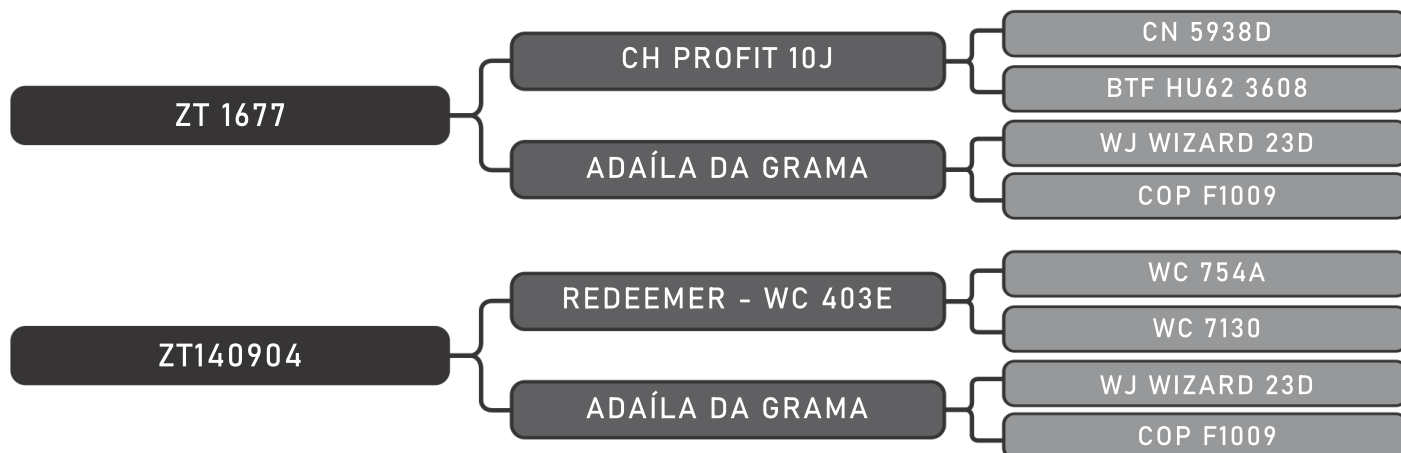 ZT 1677
CH PROFIT 10J
ADAÍLA DA GRAMA
CN 5938D
BTF HU62 3608
WJ WIZARD 23D
COP F1009
ZT140904
REDEEMER - WC 403E
ADAÍLA DA GRAMA
WC 754A
WC 7130
WJ WIZARD 23D
COP F1009